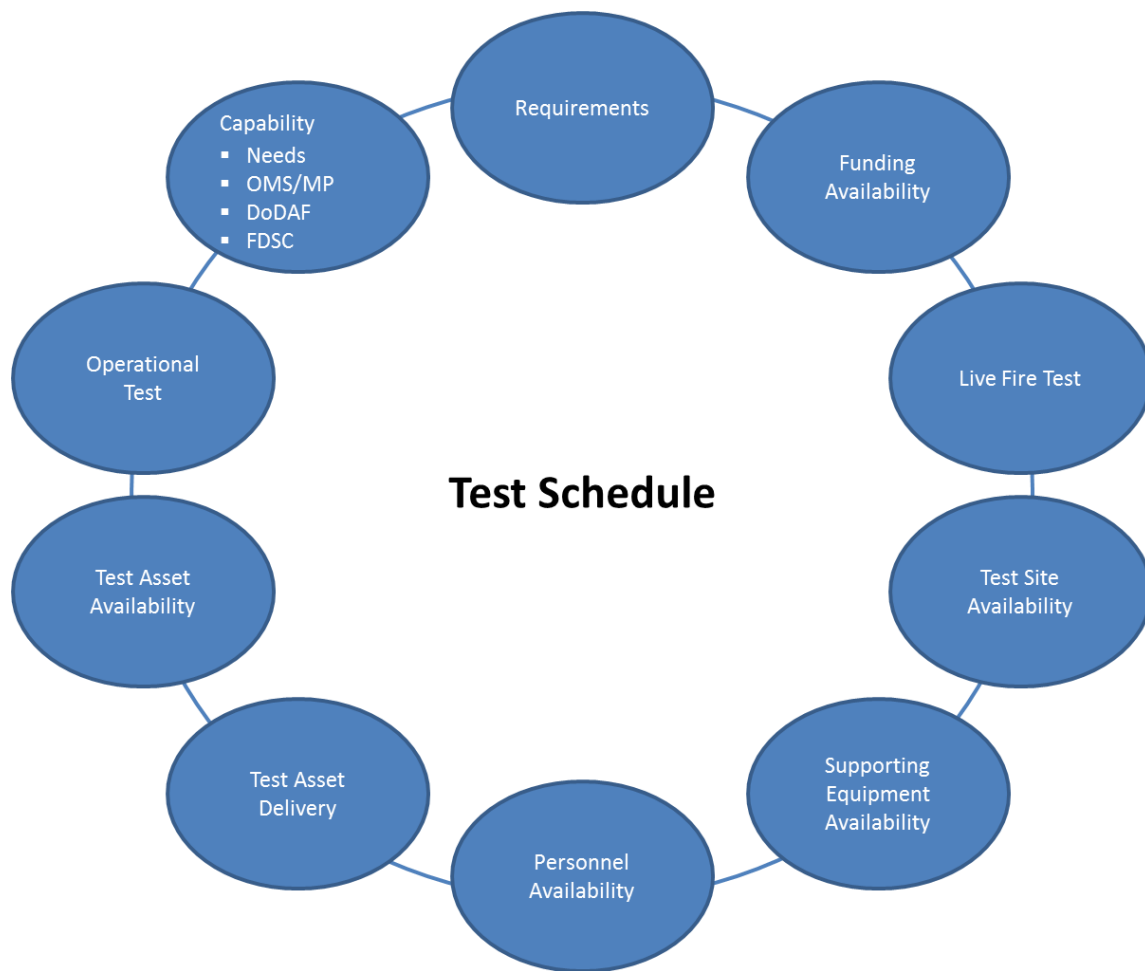 Requirements
Capability
▪ Needs
▪ OMS/MP
▪ DoDAF
▪ FDSC
Funding
Availability
Operational
Test
Live Fire Test
Test Schedule
Test Asset
Availability
Test Site
Availability
Test Asset
Delivery
Supporting
Equipment
Availability
Personnel
Availability